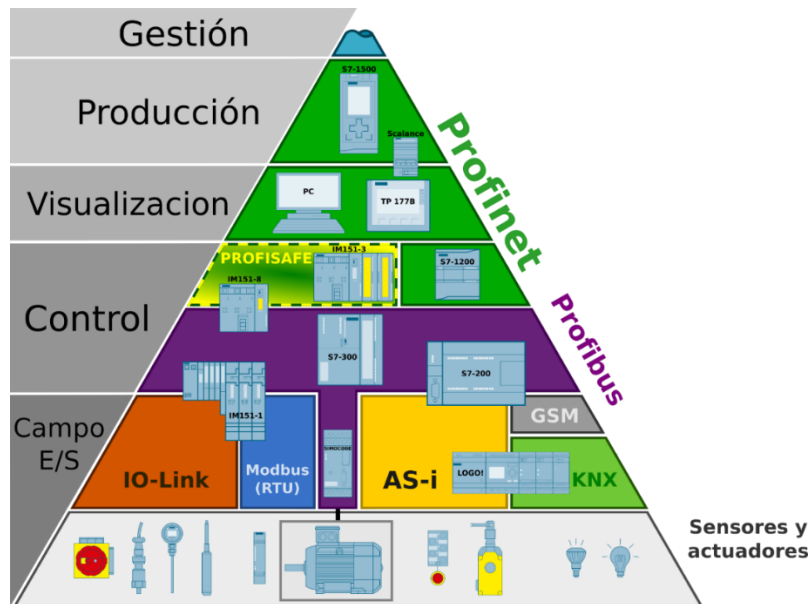 Gestión
S7-1500
Producción
Scalance
Profinet
Visualizacion
PC
TP 177B
PROFISAFE
IM151-3
S7-1200
IM151-8
Control
Profibus
S7-300
S7-200
IM151-1
Campo
E/S
GSM
SIMOCODE
IO-Link
Modbus
(RTU)
AS-i
LOGO!
KNX
Sensores y
actuadores